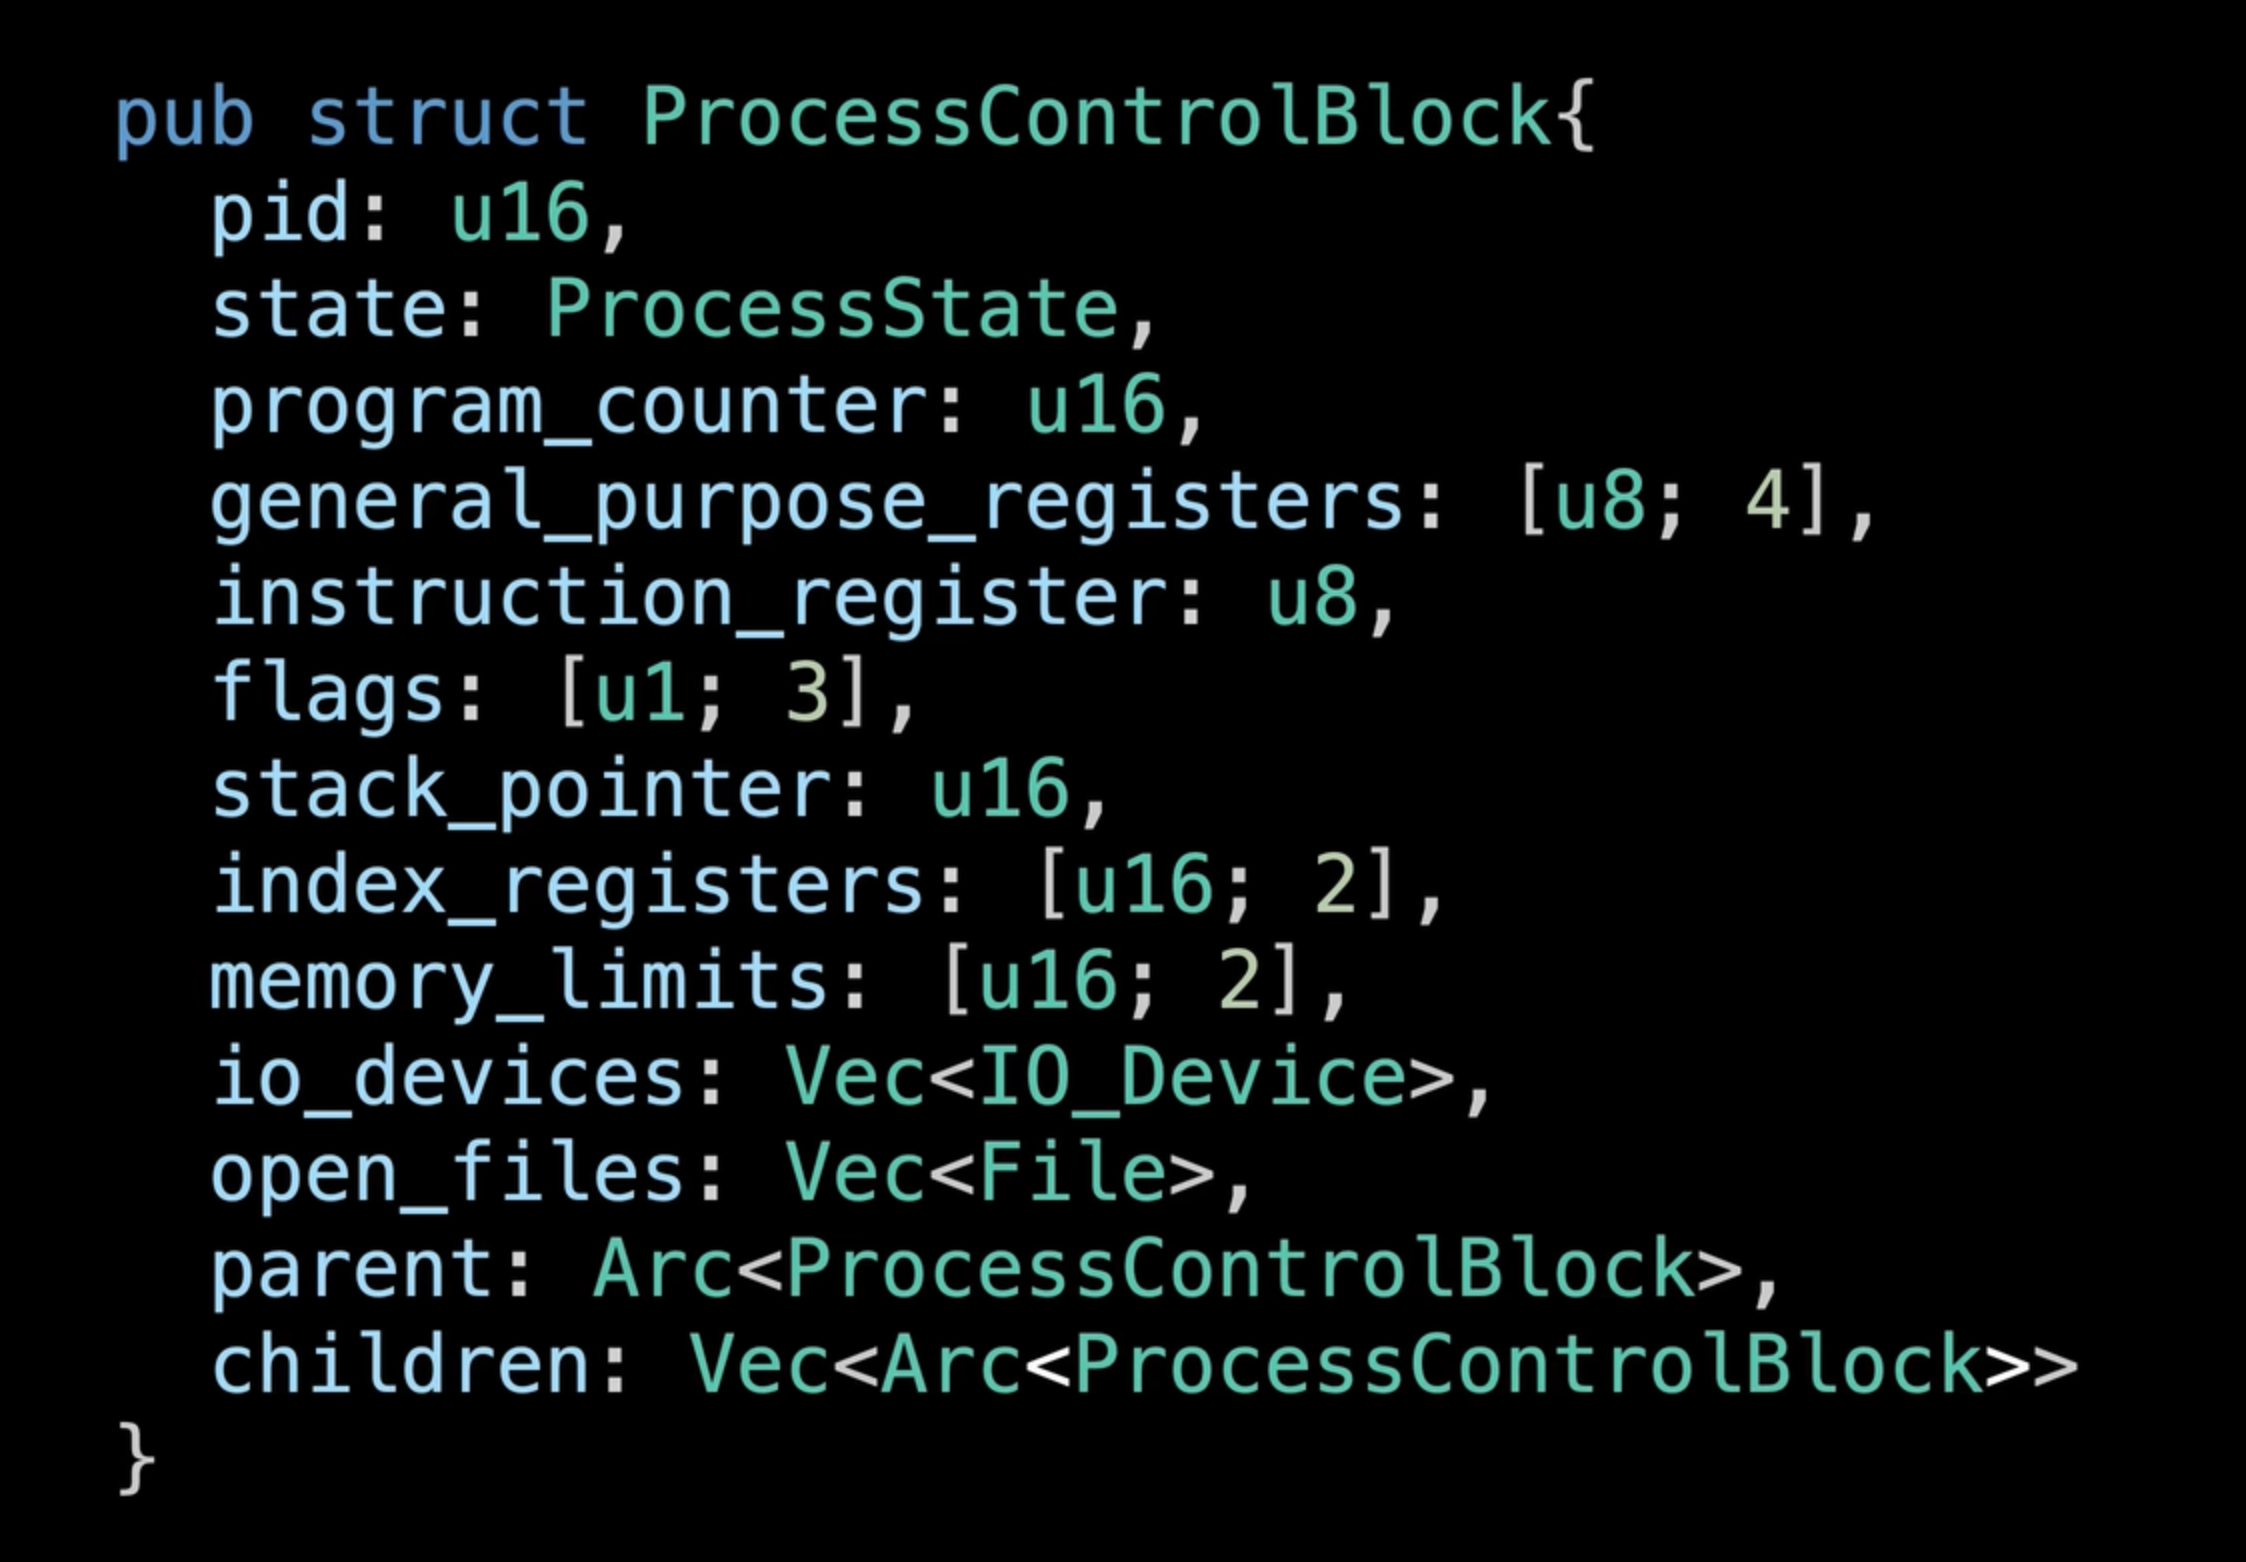 pub struct ProcessControlBlock{
  pid: u16,
  state: ProcessState,
  program_counter: u16,
  general_purpose_registers: [u8; 4],
  instruction_register: u8,
  flags: [u1; 3],
  stack_pointer: u16,
  index_registers: [u16; 2],
  memory_limits: [u16; 2],
  io_devices: Vec<IO_Device>,
  open_files: Vec<File>,
  parent: Arc<ProcessControlBlock>,
  children: Vec<Arc<ProcessControlBlock>>
}